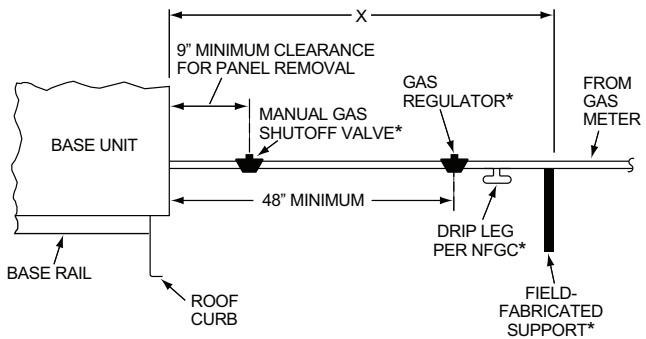 X
9” MINIMUM CLEARANCE
FOR PANEL REMOVAL
GAS
REGULATOR*
FROM
GAS
METER
MANUAL GAS
SHUTOFF VALVE*
BASE UNIT
48” MINIMUM
DRIP LEG
PER NFGC*
BASE RAIL
ROOF
CURB
FIELD-
FABRICATED
SUPPORT*